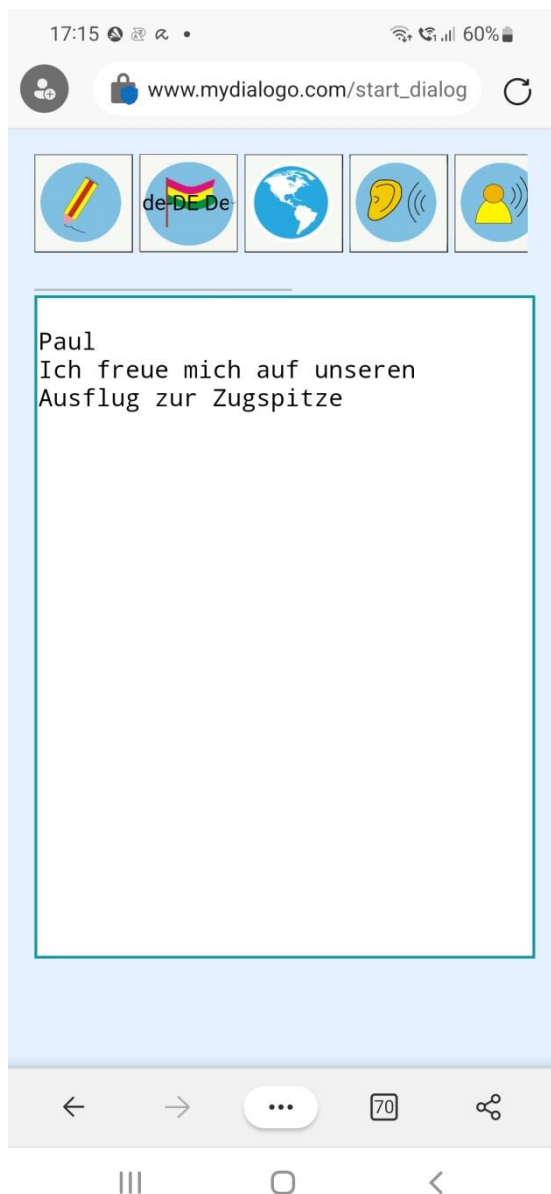 17:15 60%
www.mydialogo.com/start_dialog
de-DE De
Paul
Ich freue mich auf unseren
Ausflug zur Zugspitze
70